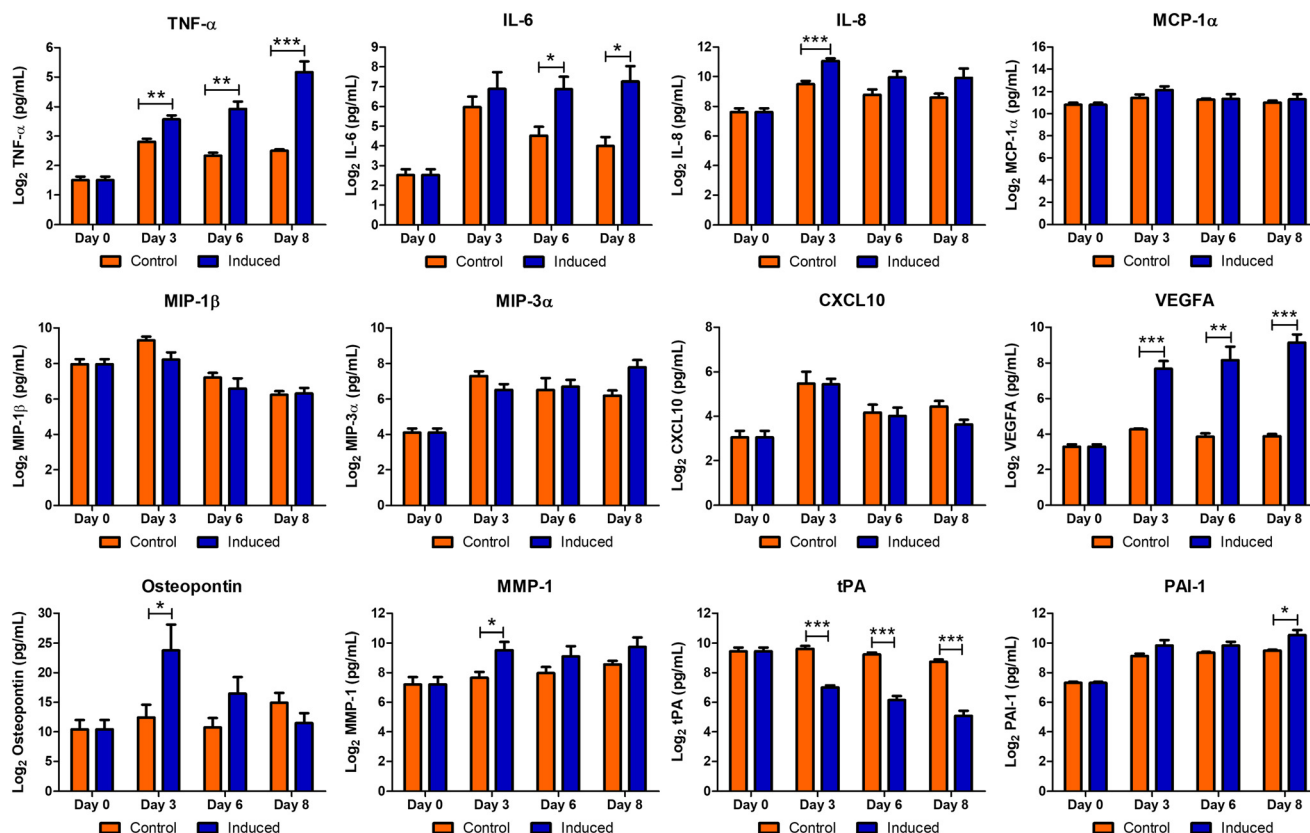 TNF-α
Log2 TNF-α (pg/mL)
6
5
4
3
2
1
0
**
**
***
Day 0 Day 3 Day 6 Day 8
Control Induced
IL-6
Log2 IL-6 (pg/mL)
9
8
7
6
5
4
3
2
1
0
*
*
Day 0 Day 3 Day 6 Day 8
Control Induced
IL-8
Log2 IL-8 (pg/mL)
12
10
8
6
4
2
0
***
Day 0 Day 3 Day 6 Day 8
Control Induced
MCP-1α
Log2 MCP-1α (pg/mL)
16
14
12
10
8
6
4
2
0
Day 0 Day 3 Day 6 Day 8
Control Induced
MIP-1β
Log2 MIP-1β (pg/mL)
10
8
6
4
2
0
Day 0 Day 3 Day 6 Day 8
Control Induced
MIP-3α
Log2 MIP-3α (pg/mL)
10
8
6
4
2
0
Day 0 Day 3 Day 6 Day 8
Control Induced
CXCL10
Log2 CXCL10 (pg/mL)
8
6
4
2
0
Day 0 Day 3 Day 6 Day 8
Control Induced
VEGFA
Log2 VEGFA (pg/mL)
10
8
6
4
2
0
***
**
***
Day 0 Day 3 Day 6 Day 8
Control Induced
Osteopontin
Log2 Osteopontin (pg/mL)
30
25
20
15
10
5
0
*
Day 0 Day 3 Day 6 Day 8
Control Induced
MMP-1
Log2 MMP-1 (pg/mL)
12
10
8
6
4
2
0
*
Day 0 Day 3 Day 6 Day 8
Control Induced
tPA
Log2 tPA (pg/mL)
12
10
8
6
4
2
0
***
***
***
Day 0 Day 3 Day 6 Day 8
Control Induced
PAI-1
Log2 PAI-1 (pg/mL)
12
10
8
6
4
2
0
*
Day 0 Day 3 Day 6 Day 8
Control Induced